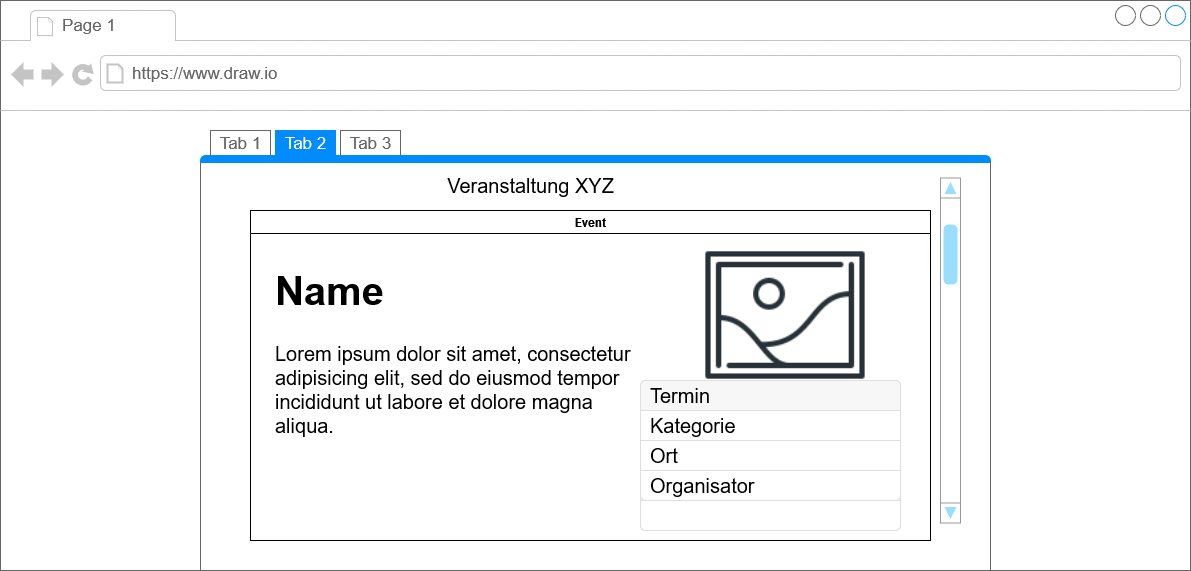 Page 1
https://www.draw.io
Tab 1 Tab 2 Tab 3
Veranstaltung XYZ
Event
Name
Lorem ipsum dolor sit amet, consectetur
adipisicing elit, sed do eiusmod tempor
incididunt ut labore et dolore magna
aliqua.
Termin
Kategorie
Ort
Organisator